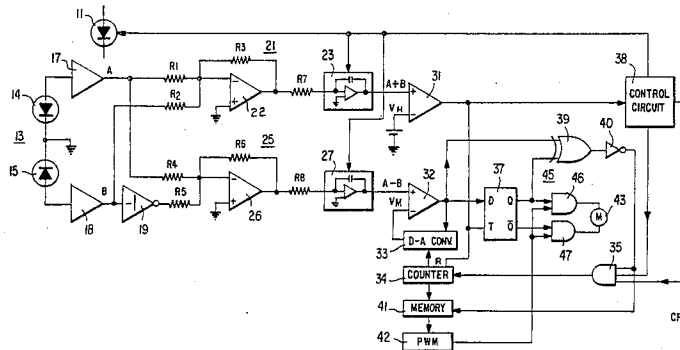 11
17
A
R1
R2
R3
21
22
R7
23
A+B
VH
31
38
CONTROL
CIRCUIT
14
13
15
R4
R6
25
B
18
19
R5
26
R8
27
A-B
VM
32
37
D Q
T Q̅
39
40
45
46
43
M
47
33
D-A CONV.
R
34
COUNTER
35
41
MEMORY
42
PWM